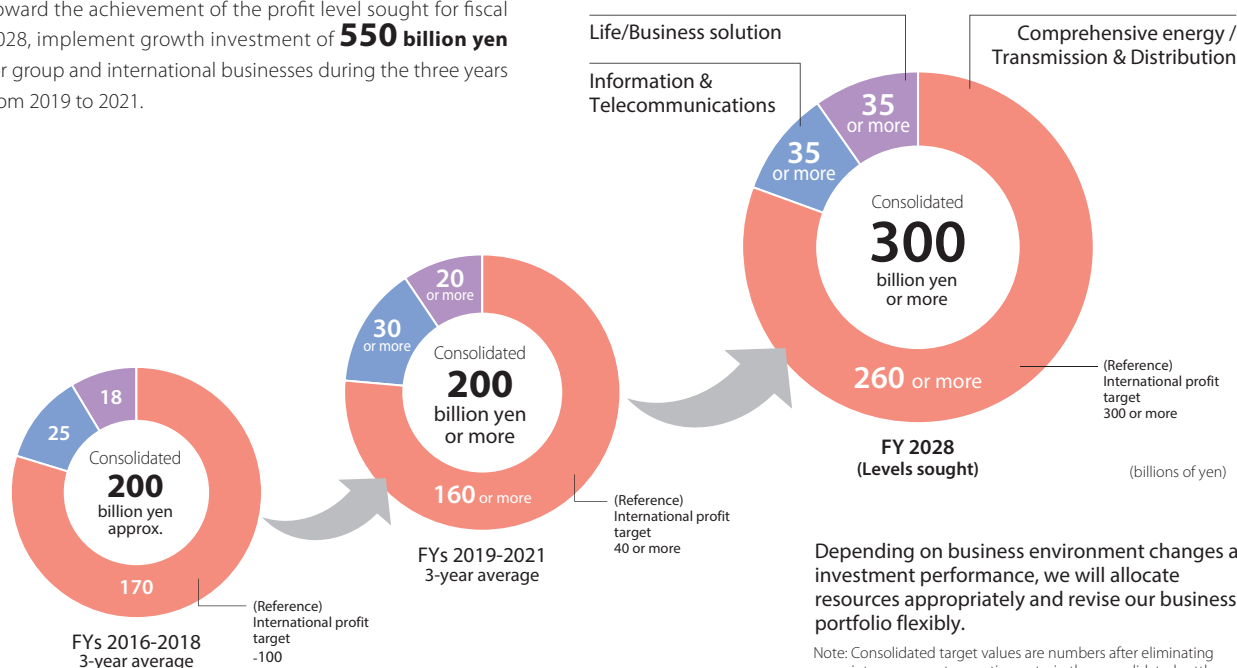 oward the achievement of the profit level sought for fiscal
028, implement growth investment of 550 billion yen
r group and international businesses during the three years
om 2019 to 2021.
Life/Business solution
Information &
Telecommunications
Comprehensive energy /
Transmission & Distribution
35
or more
35
or more
Consolidated
300
billion yen
or more
260 or more
(Reference)
International profit
target
300 or more
FY 2028
(Levels sought)
(billions of yen)
20
or more
30
or more
Consolidated
200
billion yen
or more
160 or more
(Reference)
International profit
target
40 or more
FYs 2019-2021
3-year average
18
25
Consolidated
200
billion yen
approx.
170
(Reference)
International profit
target
-100
FYs 2016-2018
3-year average
Depending on business environment changes a
investment performance, we will allocate
resources appropriately and revise our business
portfolio flexibly.
Note: Consolidated target values are numbers after eliminating